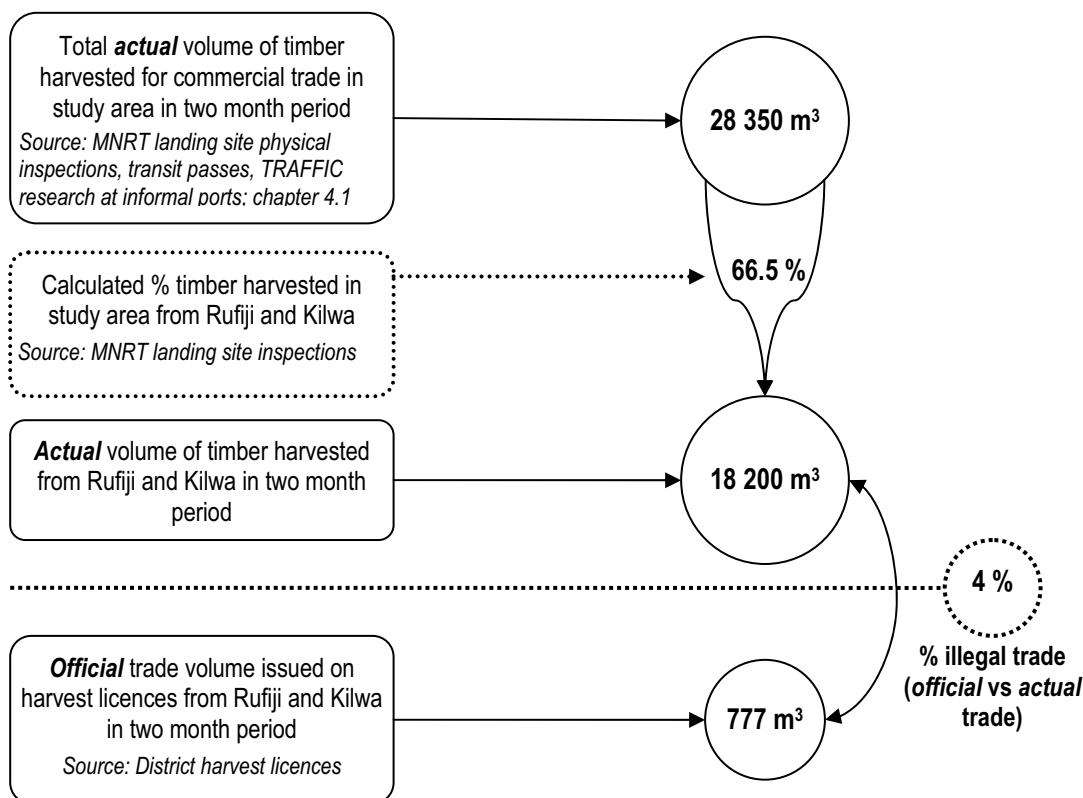 Total actual volume of timber
harvested for commercial trade in
study area in two month period
Source: MNRT landing site physical
inspections, transit passes, TRAFFIC
research at informal ports; chapter 4.1
28 350 m³
66.5 %
Calculated % timber harvested in
study area from Rufiji and Kilwa
Source: MNRT landing site inspections
Actual volume of timber harvested
from Rufiji and Kilwa in two month
period
18 200 m³
4 %
% illegal trade
(official vs actual
trade)
Official trade volume issued on
harvest licences from Rufiji and Kilwa
in two month period
Source: District harvest licences
777 m³